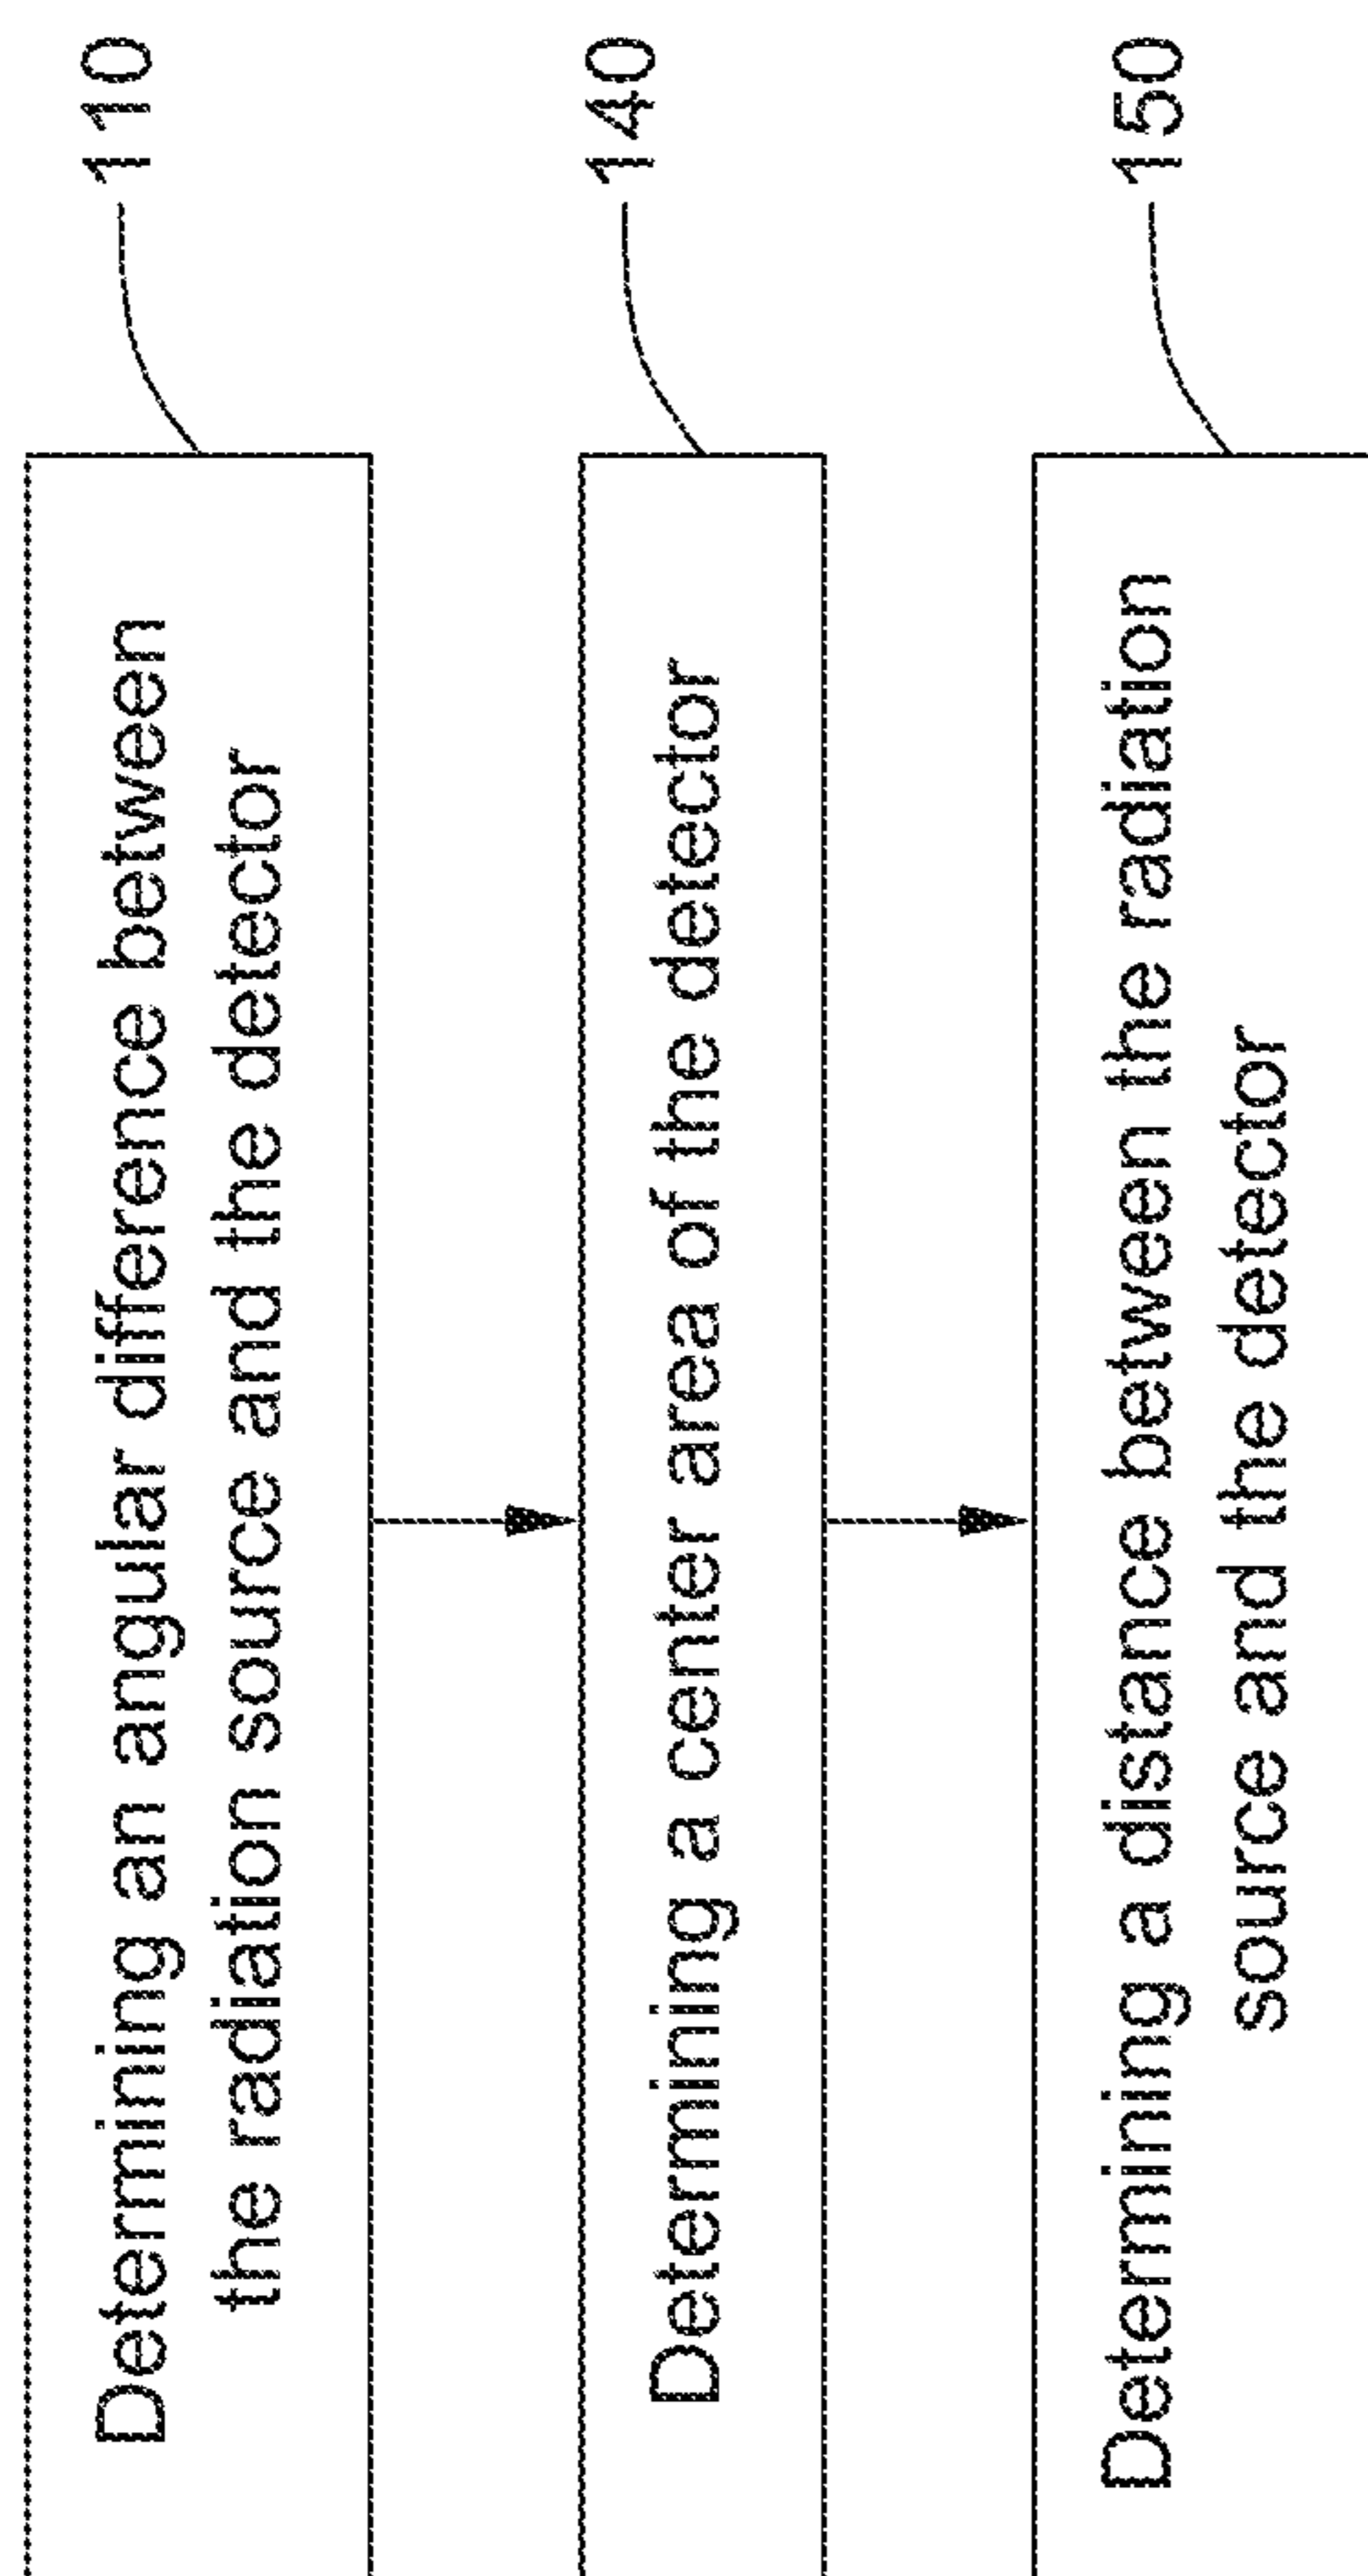 Determining an angular difference between
the radiation source and the detector
110
Determining a center area of the detector
140
Determining a distance between the radiation
source and the detector
150